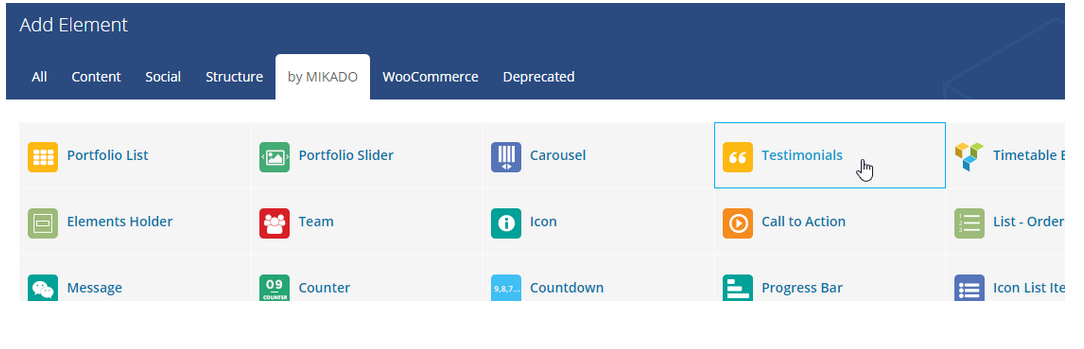 Add Element
All Content Social Structure by MIKADO WooCommerce Deprecated
Portfolio List Portfolio Slider Carousel Testimonials Timetable
Elements Holder Team Icon Call to Action List - Order
09
Message COUNTER Counter 9,8,7... Countdown Progress Bar Icon List Ite